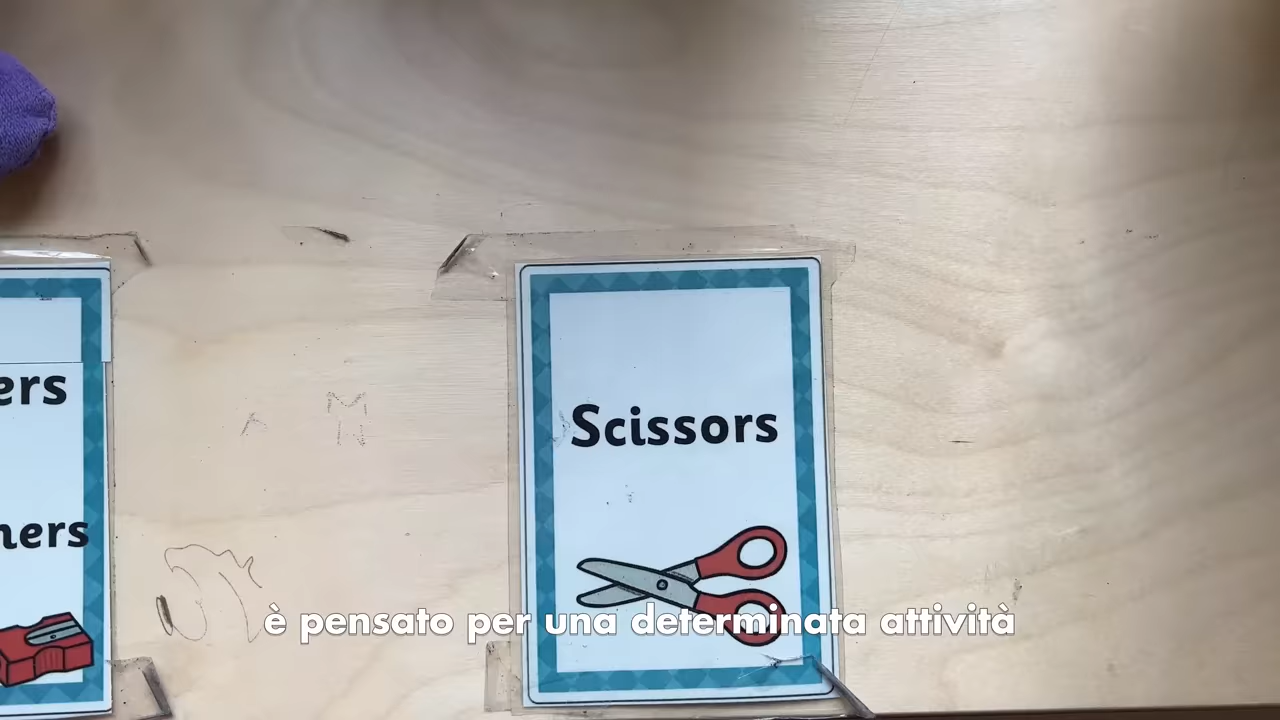 ers
ners
Scissors
è pensato per una determinata attività